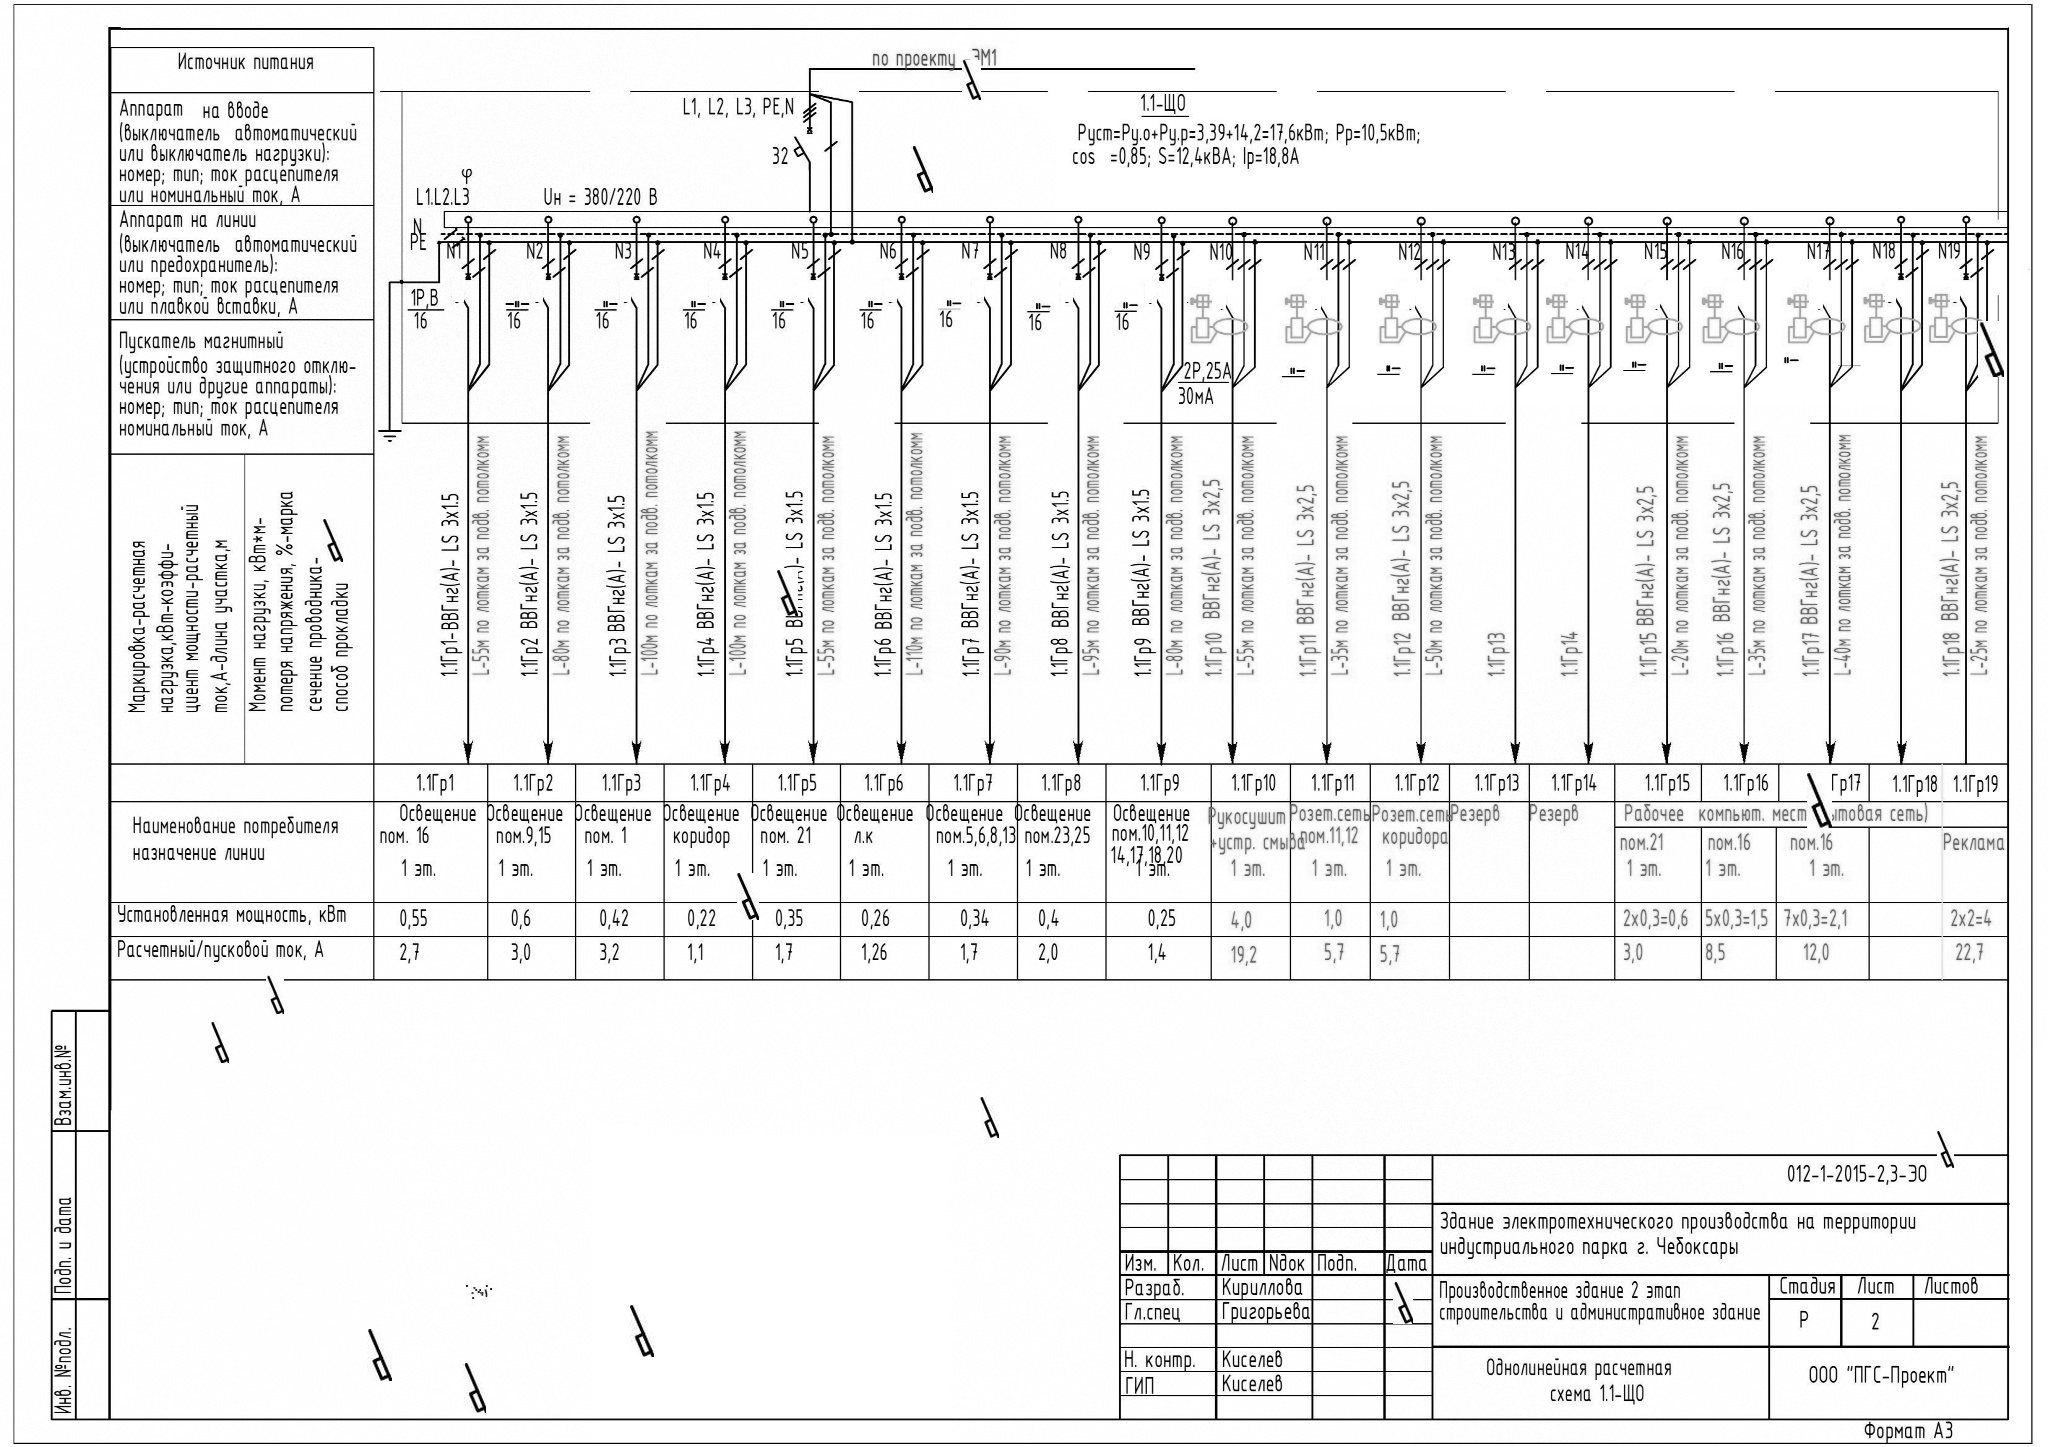 Источник питания
Аппарат на вводе
(выключатель автоматический
или выключатель нагрузки):
номер; тип; ток расцепителя
или номинальный ток, А
Аппарат на линии
(выключатель автоматический
или предохранитель):
номер; тип; ток расцепителя
или плавкой вставки, А
Пускатель магнитный
(устройство защитного отклю-
чения или другие аппараты):
номер; тип; ток расцепителя
номинальный ток, А
Маркировка-расчетная
нагрузка,кВт-коэффи-
циент мощности-расчетный
ток,А-длина участка,м
Момент нагрузки, кВт*м-
потеря напряжения, %-марка
сечение проводника-
способ прокладки
по проекту -ЭМ1
L1, L2, L3, PE,N
32
1.1-ЩО
Руст=Ру.о+Ру.р=3,39+14,2=17,6кВт; Рр=10,5кВт;
cos =0,85; S=12,4кВА; Iр=18,8А
φ
L1.L2.L3
Uн = 380/220 В
N
PE
N1 N2 N3 N4 N5 N6 N7 N8 N9 N10 N11 N12 N13 N14 N15 N16 N17 N18 N19
1Р,В
16
-"-
16
-"-
16
-"-
16
-"-
16
-"-
16
-"-
16
-"-
16
-"-
16
2Р,25А
30мА
-"- -"- -"- -"- -"- -"- -"-
1.1Гр1-ВВГнг(А)- LS 3х1.5
L-55м по лоткам за подв. потолкомм
1.1Гр2 ВВГнг(А)- LS 3х1.5
L-80м по лоткам за подв. потолкомм
1.1Гр3 ВВГнг(А)- LS 3х1.5
L-100м по лоткам за подв. потолкомм
1.1Гр4 ВВГнг(А)- LS 3х1.5
L-100м по лоткам за подв. потолкомм
1.1Гр5 ВВГнг(А)- LS 3х1.5
L-55м по лоткам за подв. потолкомм
1.1Гр6 ВВГнг(А)- LS 3х1.5
L-110м по лоткам за подв. потолкомм
1.1Гр7 ВВГнг(А)- LS 3х1.5
L-90м по лоткам за подв. потолкомм
1.1Гр8 ВВГнг(А)- LS 3х1.5
L-95м по лоткам за подв. потолкомм
1.1Гр9 ВВГнг(А)- LS 3х1.5
L-80м по лоткам за подв. потолкомм
1.1Гр10 ВВГнг(А)- LS 3х2,5
L-55м по лоткам за подв. потолкомм
1.1Гр11 ВВГнг(А)- LS 3х2,5
L-35м по лоткам за подв. потолкомм
1.1Гр12 ВВГнг(А)- LS 3х2,5
L-50м по лоткам за подв. потолкомм
1.1Гр13
1.1Гр14
1.1Гр15 ВВГнг(А)- LS 3х2,5
L-20м по лоткам за подв. потолкомм
1.1Гр16 ВВГнг(А)- LS 3х2,5
L-35м по лоткам за подв. потолкомм
1.1Гр17 ВВГнг(А)- LS 3х2,5
L-40м по лоткам за подв. потолкомм
1.1Гр18 ВВГнг(А)- LS 3х2,5
L-25м по лоткам за подв. потолкомм
1.1Гр1 1.1Гр2 1.1Гр3 1.1Гр4 1.1Гр5 1.1Гр6 1.1Гр7 1.1Гр8 1.1Гр9 1.1Гр10 1.1Гр11 1.1Гр12 1.1Гр13 1.1Гр14 1.1Гр15 1.1Гр16 Гр17 1.1Гр18 1.1Гр19
Наименование потребителя
назначение линии
Освещение
пом. 16
1 эт.
Освещение
пом.9,15
1 эт.
Освещение
пом. 1
1 эт.
Освещение
коридор
1 эт.
Освещение
пом. 21
1 эт.
Освещение
л.к
1 эт.
Освещение
пом.5,6,8,13
1 эт.
Освещение
пом.23,25
1 эт.
Освещение
пом.10,11,12
14,17,18,20
1 эт.
Рукосушит
+устр. смыва
1 эт.
Розет.сеть
пом.11,12
1 эт.
Розет.сеть
коридора
1 эт.
Резерв
Резерв
Рабочее компьют. мест товая сеть)
пом.21
1 эт.
пом.16
1 эт.
пом.16
1 эт.
Реклама
Установленная мощность, кВт 0,55 0,6 0,42 0,22 0,35 0,26 0,34 0,4 0,25 4,0 1,0 1,0 2х0,3=0,6 5х0,3=1,5 7х0,3=2,1 2х2=4
Расчетный/пусковой ток, А 2,7 3,0 3,2 1,1 1,7 1,26 1,7 2,0 1,4 19,2 5,7 5,7 3,0 8,5 12,0 22,7
Взам.инв.№
Подп. и дата
Инв. №подл.
012-1-2015-2,3-ЭО
Здание электротехнического производства на территории
индустриального парка г. Чебоксары
Изм. Кол. Лист Nдок Подп. Дата
Разраб. Кириллова
Гл.спец Григорьева
Н. контр. Киселев
ГИП Киселев
Производственное здание 2 этап
строительства и административное здание
Стадия Лист Листов
Р 2
Однолинейная расчетная
схема 1.1-ЩО
ООО "ПГС-Проект"
Формат А3